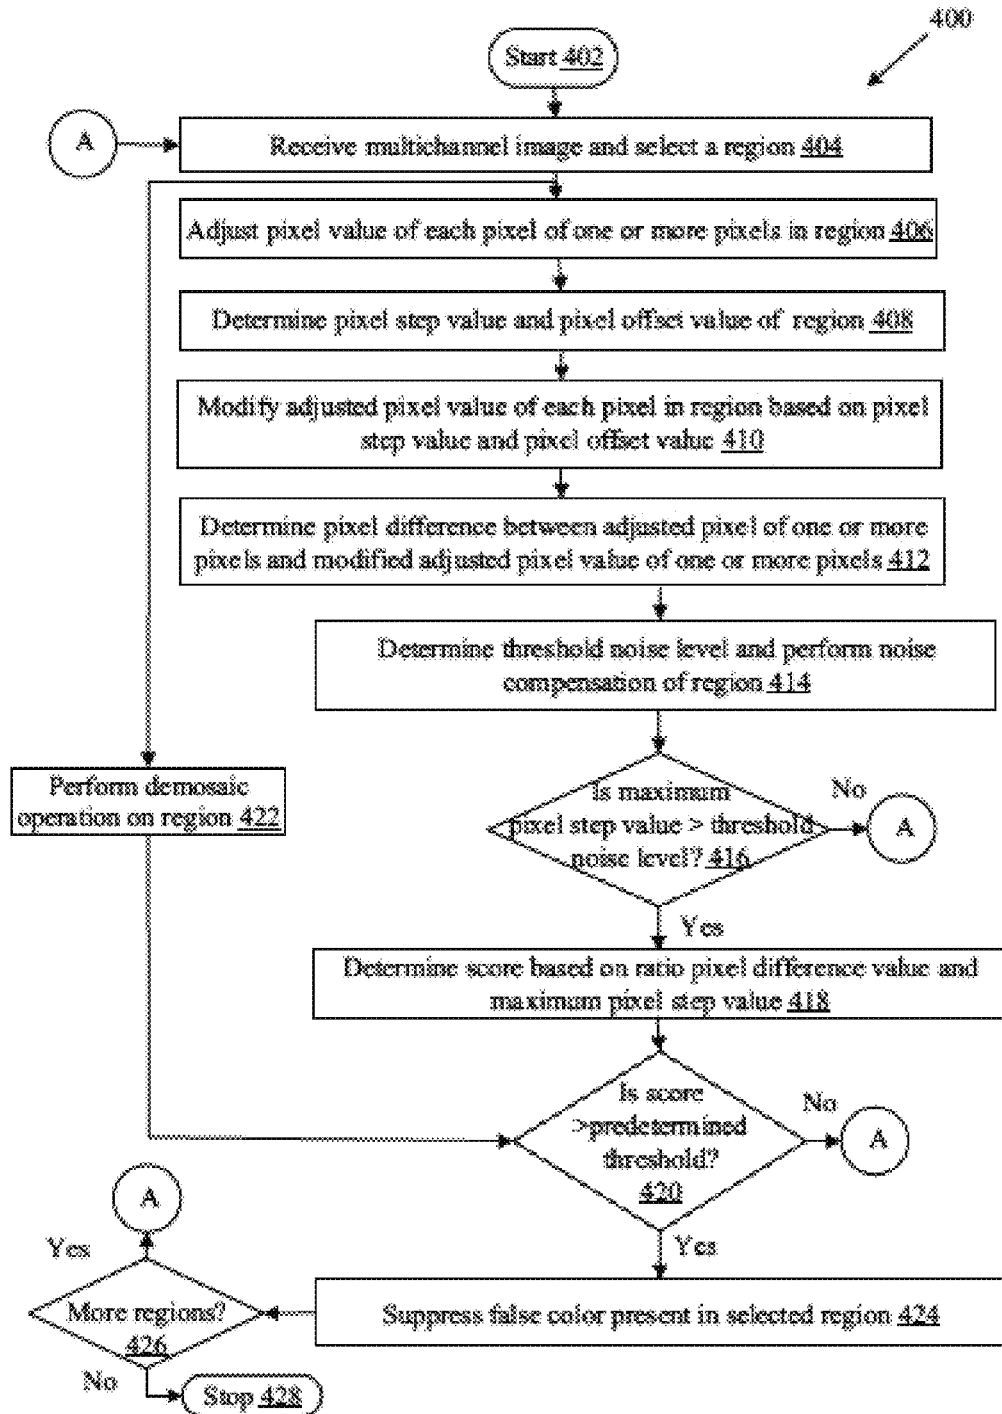 400
Start 402
A
Receive multichannel image and select a region 404
Adjust pixel value of each pixel of one or more pixels in region 406
Determine pixel step value and pixel offset value of region 408
Modify adjusted pixel value of each pixel in region based on pixel
step value and pixel offset value 410
Determine pixel difference between adjusted pixel of one or more
pixels and modified adjusted pixel value of one or more pixels 412
Determine threshold noise level and perform noise
compensation of region 414
Perform demosaic
operation on region 422
Is maximum
pixel step value > threshold
noise level? 416
No
A
Yes
Determine score based on ratio pixel difference value and
maximum pixel step value 418
Is score
>predetermined
threshold?
420
No
A
Yes
A
Yes
Suppress false color present in selected region 424
More regions?
426
No
Stop 428